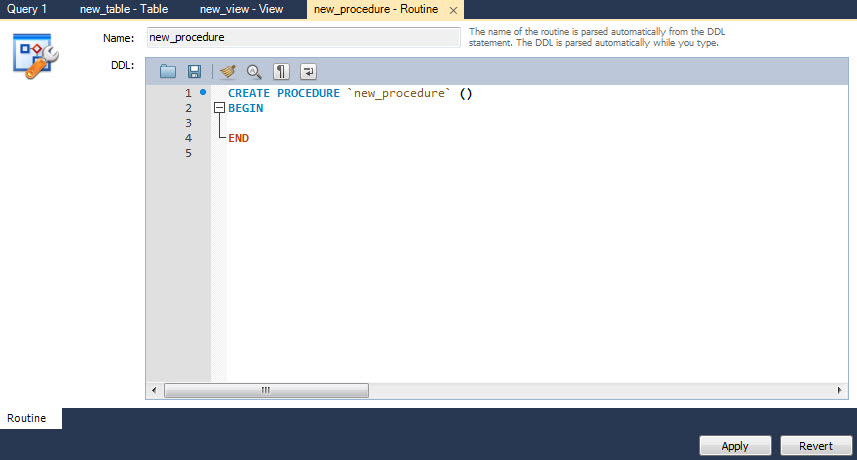 Query 1 new_table - Table new_view - View new_procedure - Routine
Name: new_procedure
The name of the routine is parsed automatically from the DDL
statement. The DDL is parsed automatically while you type.
DDL:
1 CREATE PROCEDURE `new_procedure` ()
2 BEGIN
3
4 END
5
Routine
Apply Revert